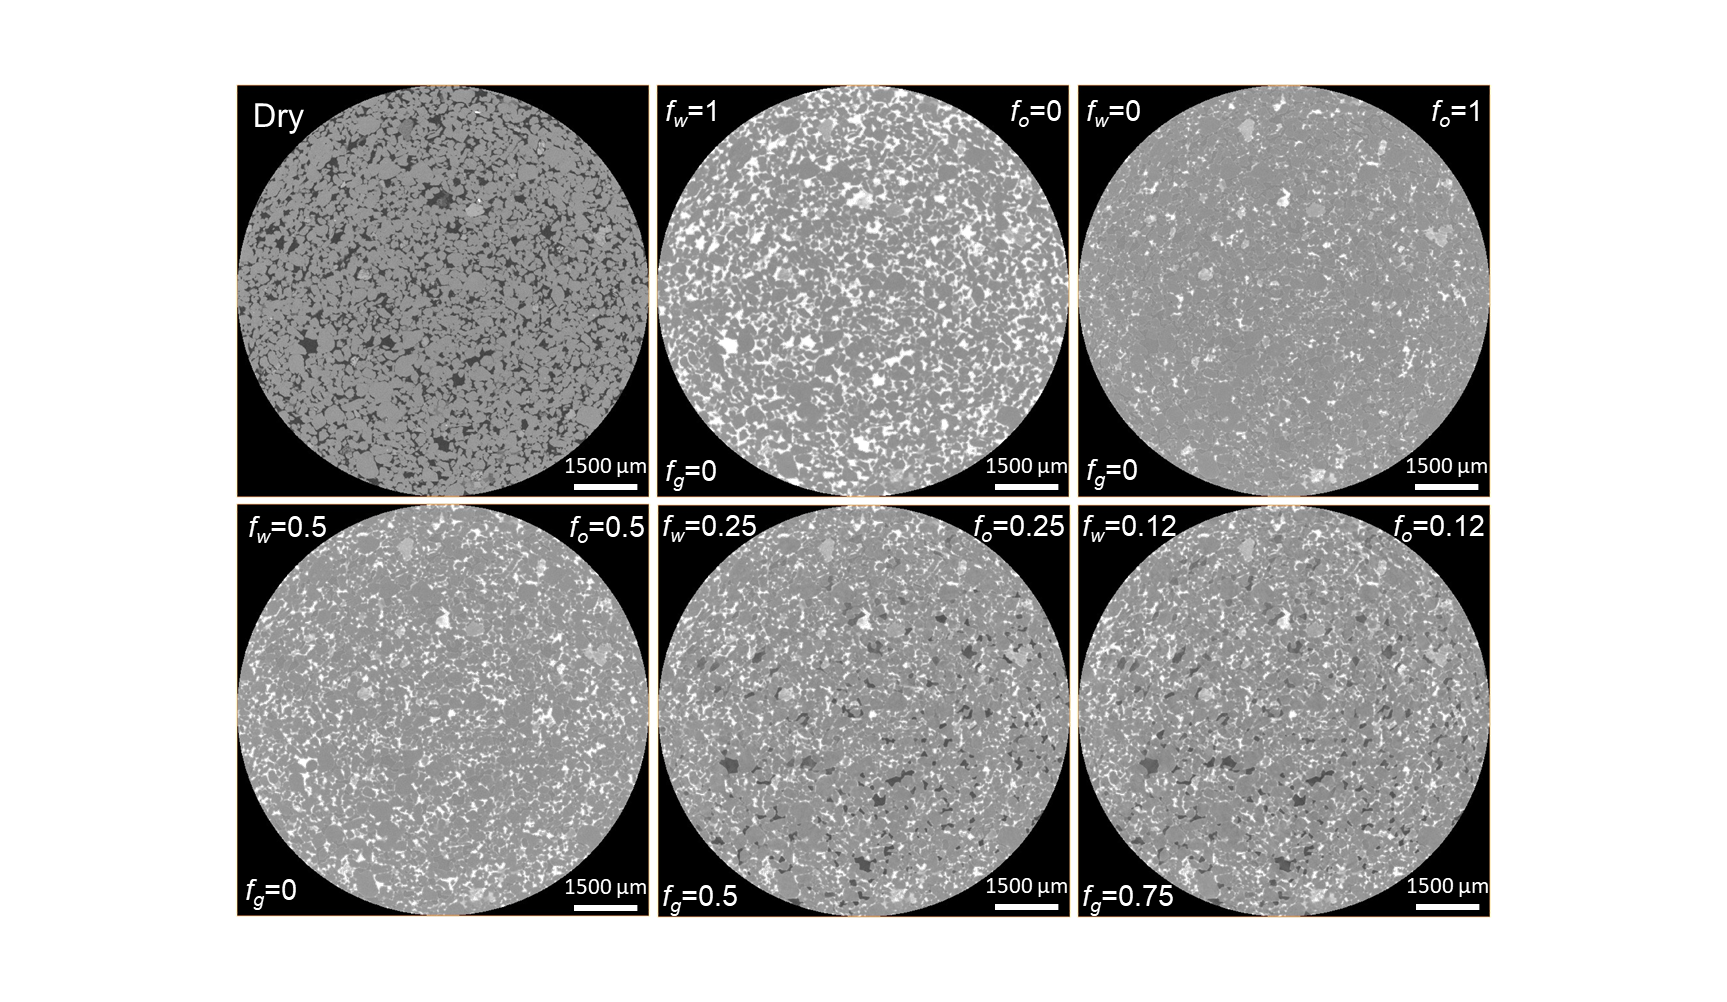 Dry
1500 µm
fw=1
fo=0
fg=0
1500 µm
fw=0
fo=1
fg=0
1500 µm
fw=0.5
fo=0.5
fg=0
1500 µm
fw=0.25
fo=0.25
fg=0.5
1500 µm
fw=0.12
fo=0.12
fg=0.75
1500 µm